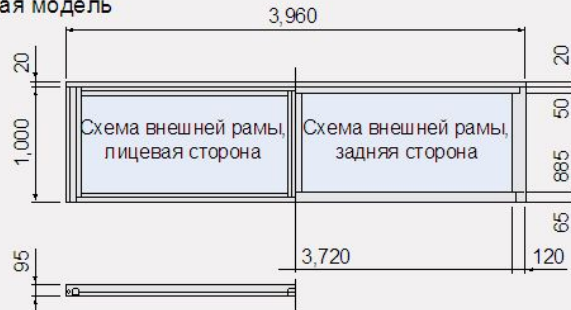 ая модель
3,960
20
1,000
Схема внешней рамы,
лицевая сторона
Схема внешней рамы,
задняя сторона
20
50
885
65
3,720
120
95